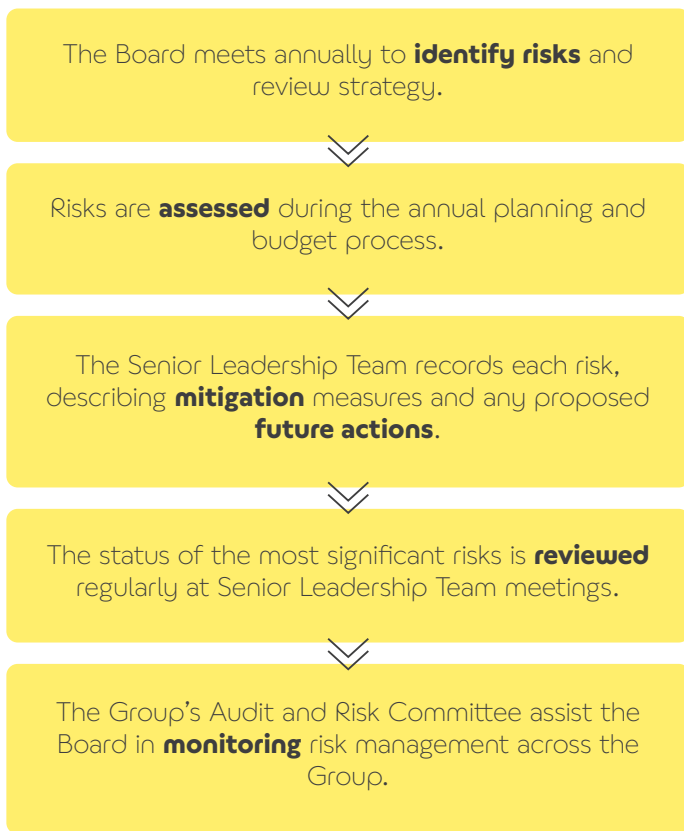 The Board meets annually to identify risks and
review strategy.
Risks are assessed during the annual planning and
budget process.
The Senior Leadership Team records each risk,
describing mitigation measures and any proposed
future actions.
The status of the most significant risks is reviewed
regularly at Senior Leadership Team meetings.
The Group’s Audit and Risk Committee assist the
Board in monitoring risk management across the
Group.